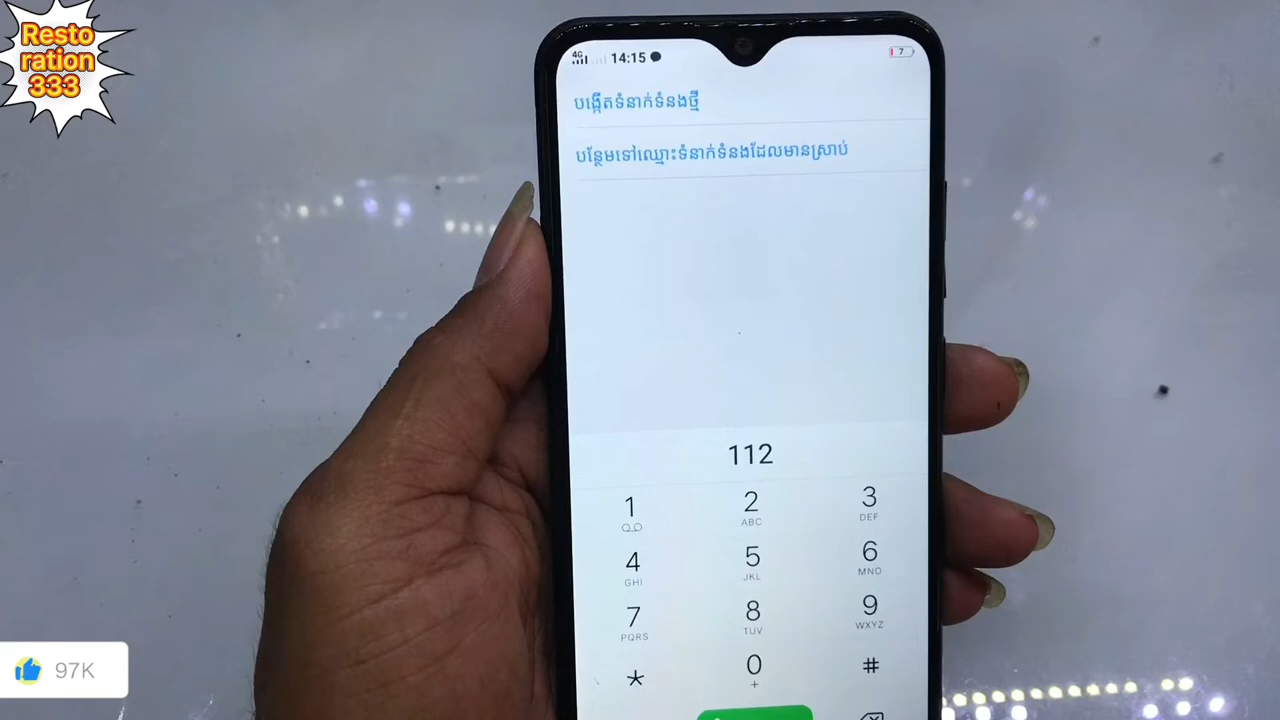 Resto
ration
333
4G 14:15 7
បង្កើតទំនាក់ទំនងថ្មី
បន្ថែមទៅឈ្មោះទំនាក់ទំនងដែលមានស្រាប់
112
1 2 3
ABC DEF
4 5 6
GHI JKL MNO
7 8 9
PQRS TUV WXYZ
* 0 #
+
97K